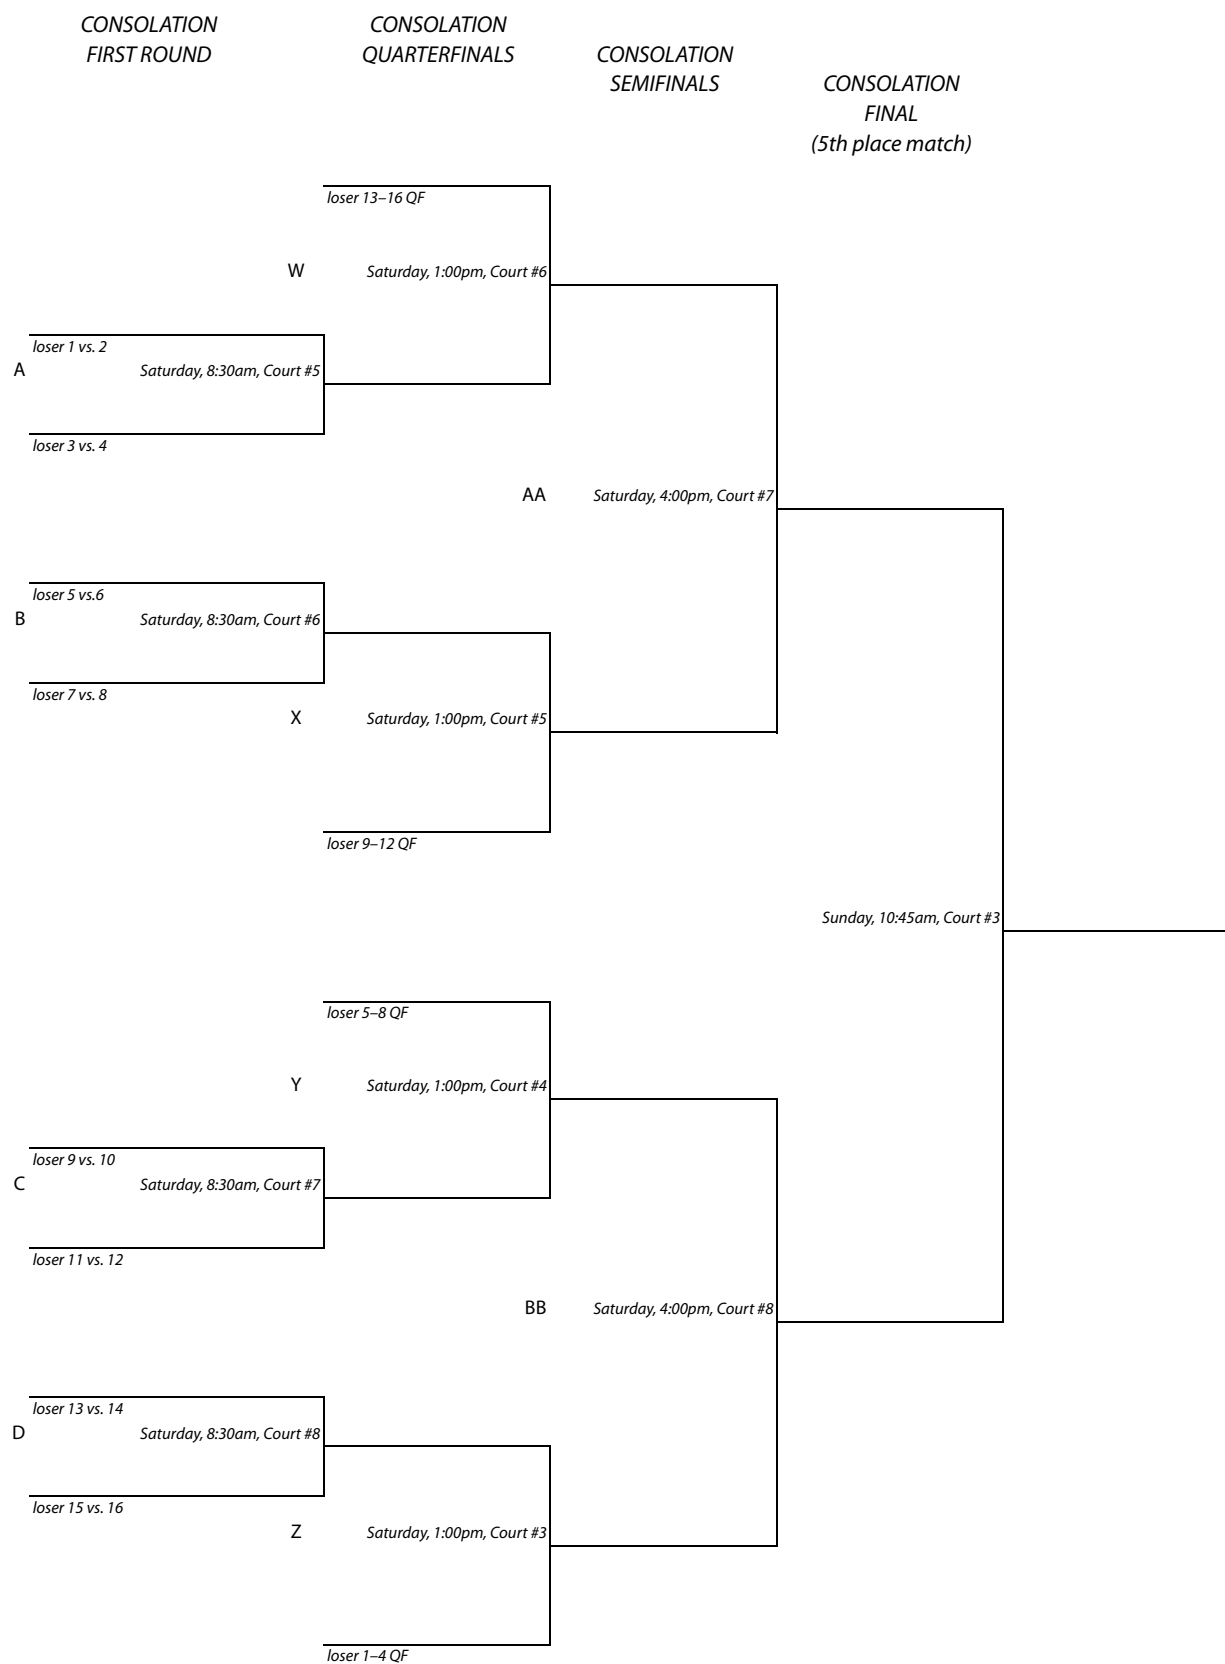 CONSOLATION
FIRST ROUND
CONSOLATION
QUARTERFINALS
CONSOLATION
SEMIFINALS
CONSOLATION
FINAL
(5th place match)
loser 13–16 QF
W
Saturday, 1:00pm, Court #6
loser 1 vs. 2
A
Saturday, 8:30am, Court #5
loser 3 vs. 4
AA
Saturday, 4:00pm, Court #7
loser 5 vs.6
B
Saturday, 8:30am, Court #6
loser 7 vs. 8
X
Saturday, 1:00pm, Court #5
loser 9–12 QF
Sunday, 10:45am, Court #3
loser 5–8 QF
Y
Saturday, 1:00pm, Court #4
loser 9 vs. 10
C
Saturday, 8:30am, Court #7
loser 11 vs. 12
BB
Saturday, 4:00pm, Court #8
loser 13 vs. 14
D
Saturday, 8:30am, Court #8
loser 15 vs. 16
Z
Saturday, 1:00pm, Court #3
loser 1–4 QF